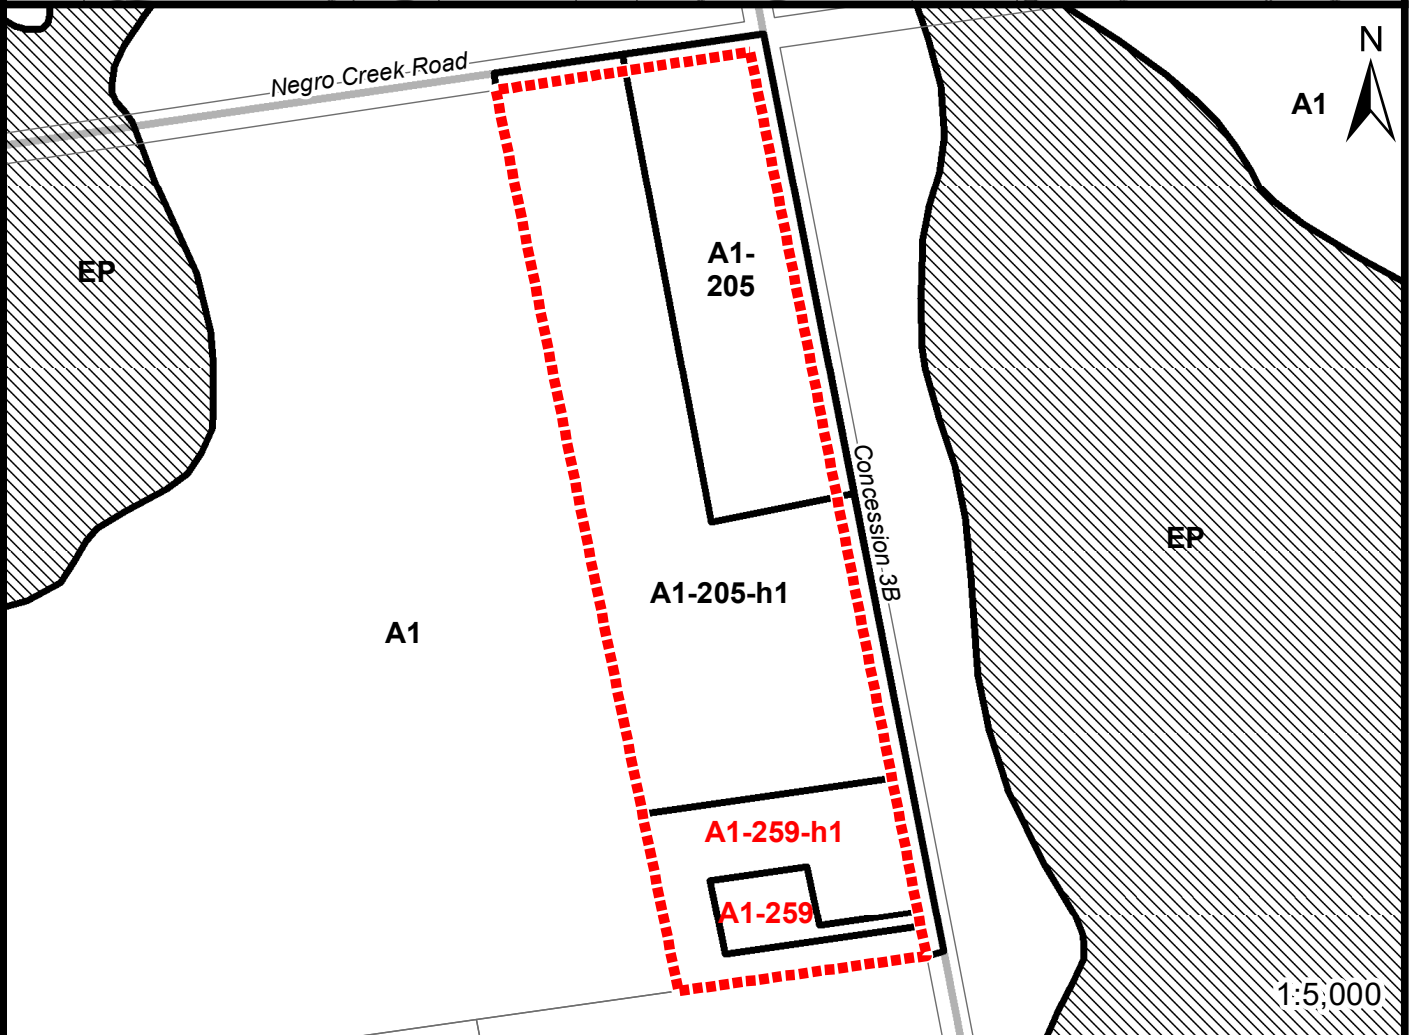 N
Negro Creek Road
A1
A1-
205
EP
Concession 3B
EP
A1-205-h1
A1
A1-259-h1
A1-259
1:5,000